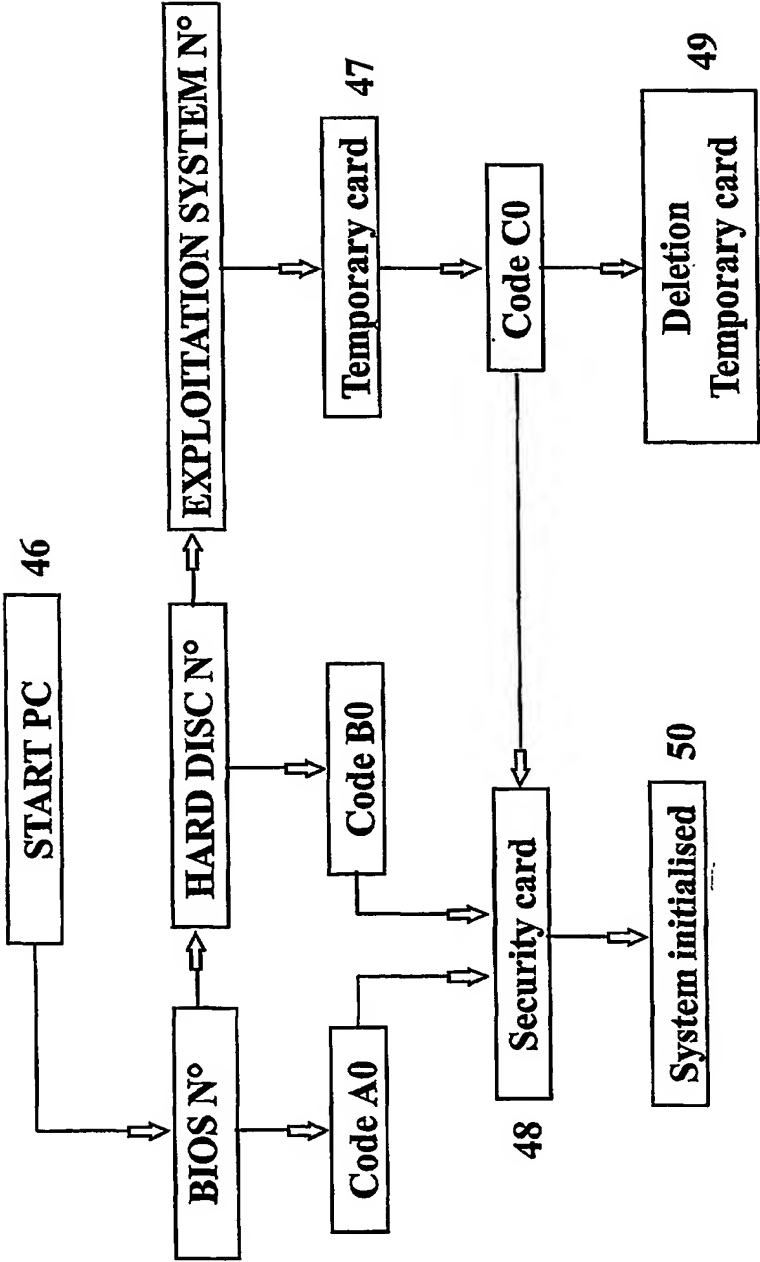 START PC 46
BIOS N°
HARD DISC N°
EXPLOITATION SYSTEM N°
Code A0
Code B0
Temporary card 47
48 Security card
Code C0
System initialised 50
Deletion
Temporary card
49